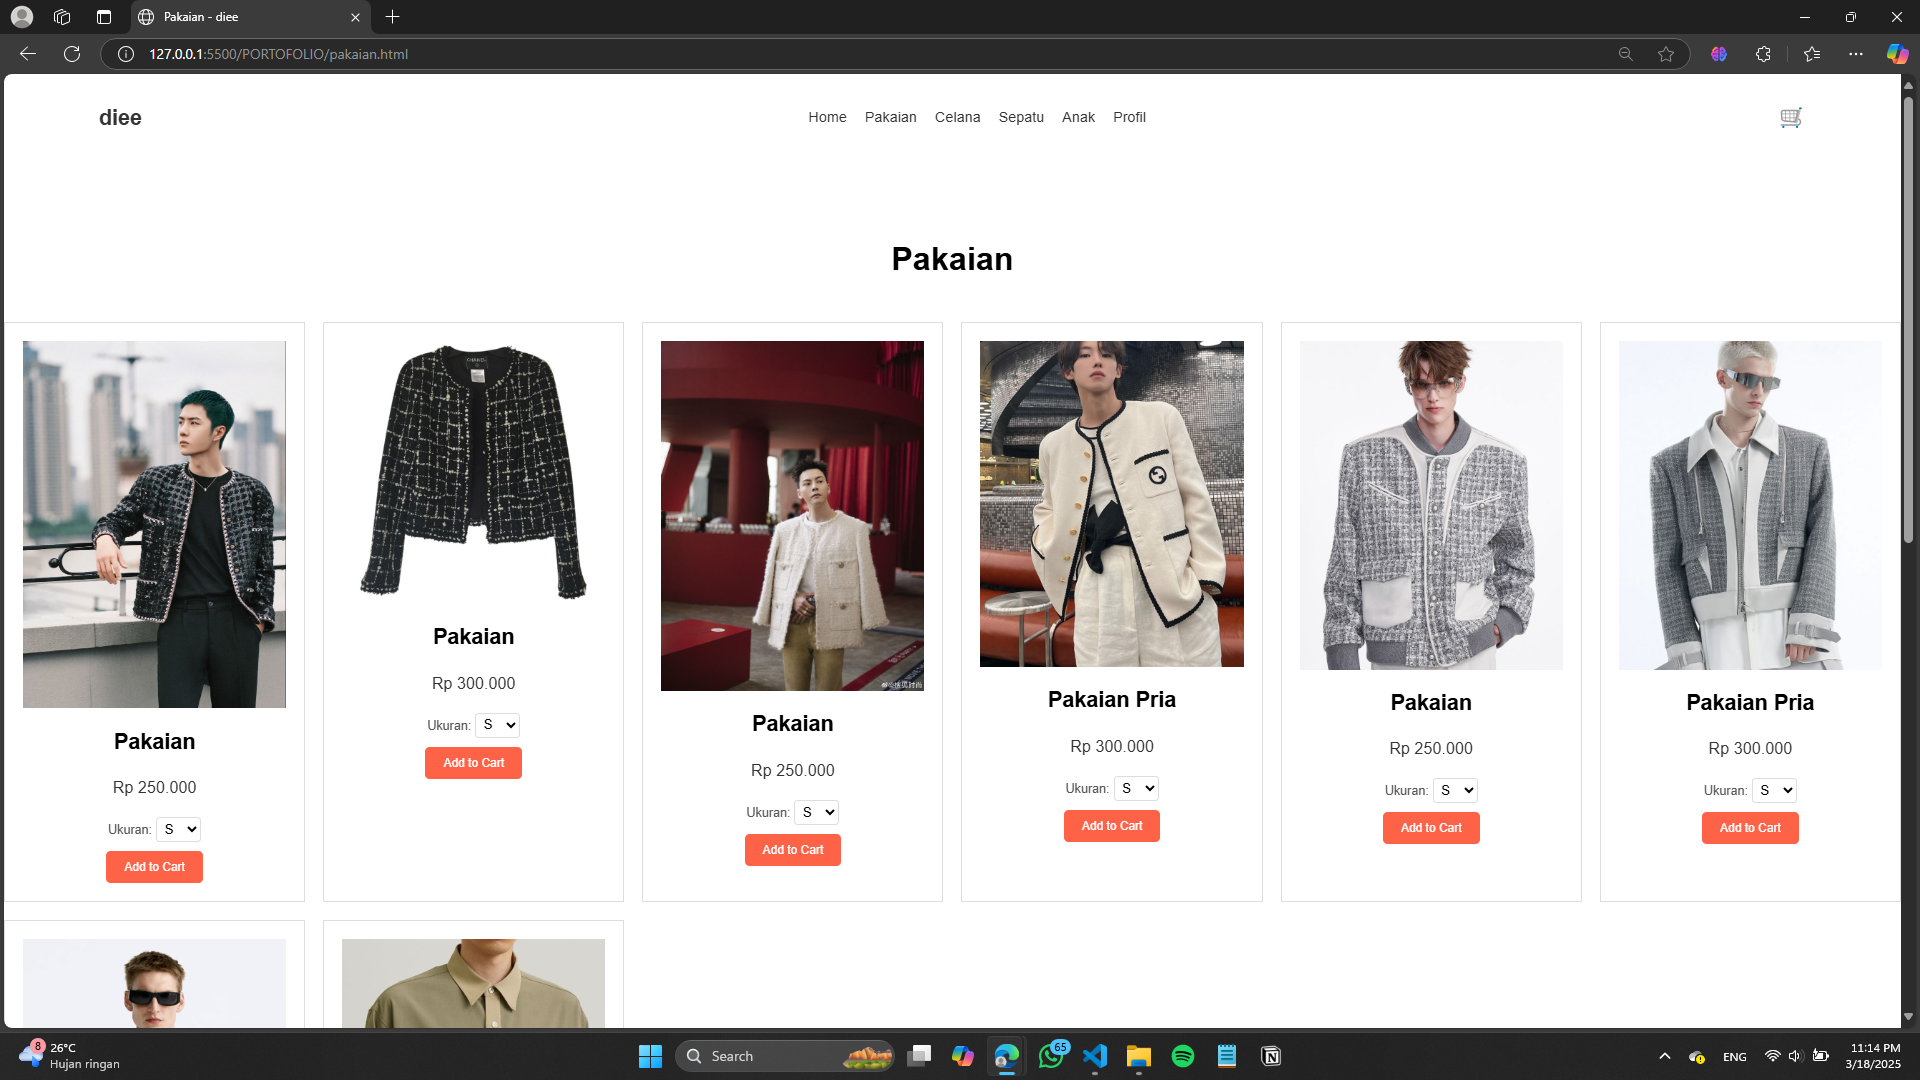 Pakaian - diee
127.0.0.1:5500/PORTOFOLIO/pakaian.html
diee
Home Pakaian Celana Sepatu Anak Profil
Pakaian
CHANEL
Pakaian
Rp 250.000
Ukuran: S
Add to Cart
Pakaian
Rp 300.000
Ukuran: S
Add to Cart
Pakaian
Rp 250.000
Ukuran: S
Add to Cart
Pakaian Pria
Rp 300.000
Ukuran: S
Add to Cart
Pakaian
Rp 250.000
Ukuran: S
Add to Cart
Pakaian Pria
Rp 300.000
Ukuran: S
Add to Cart
8
26°C
Hujan ringan
Search
65
ENG
11:14 PM
3/18/2025